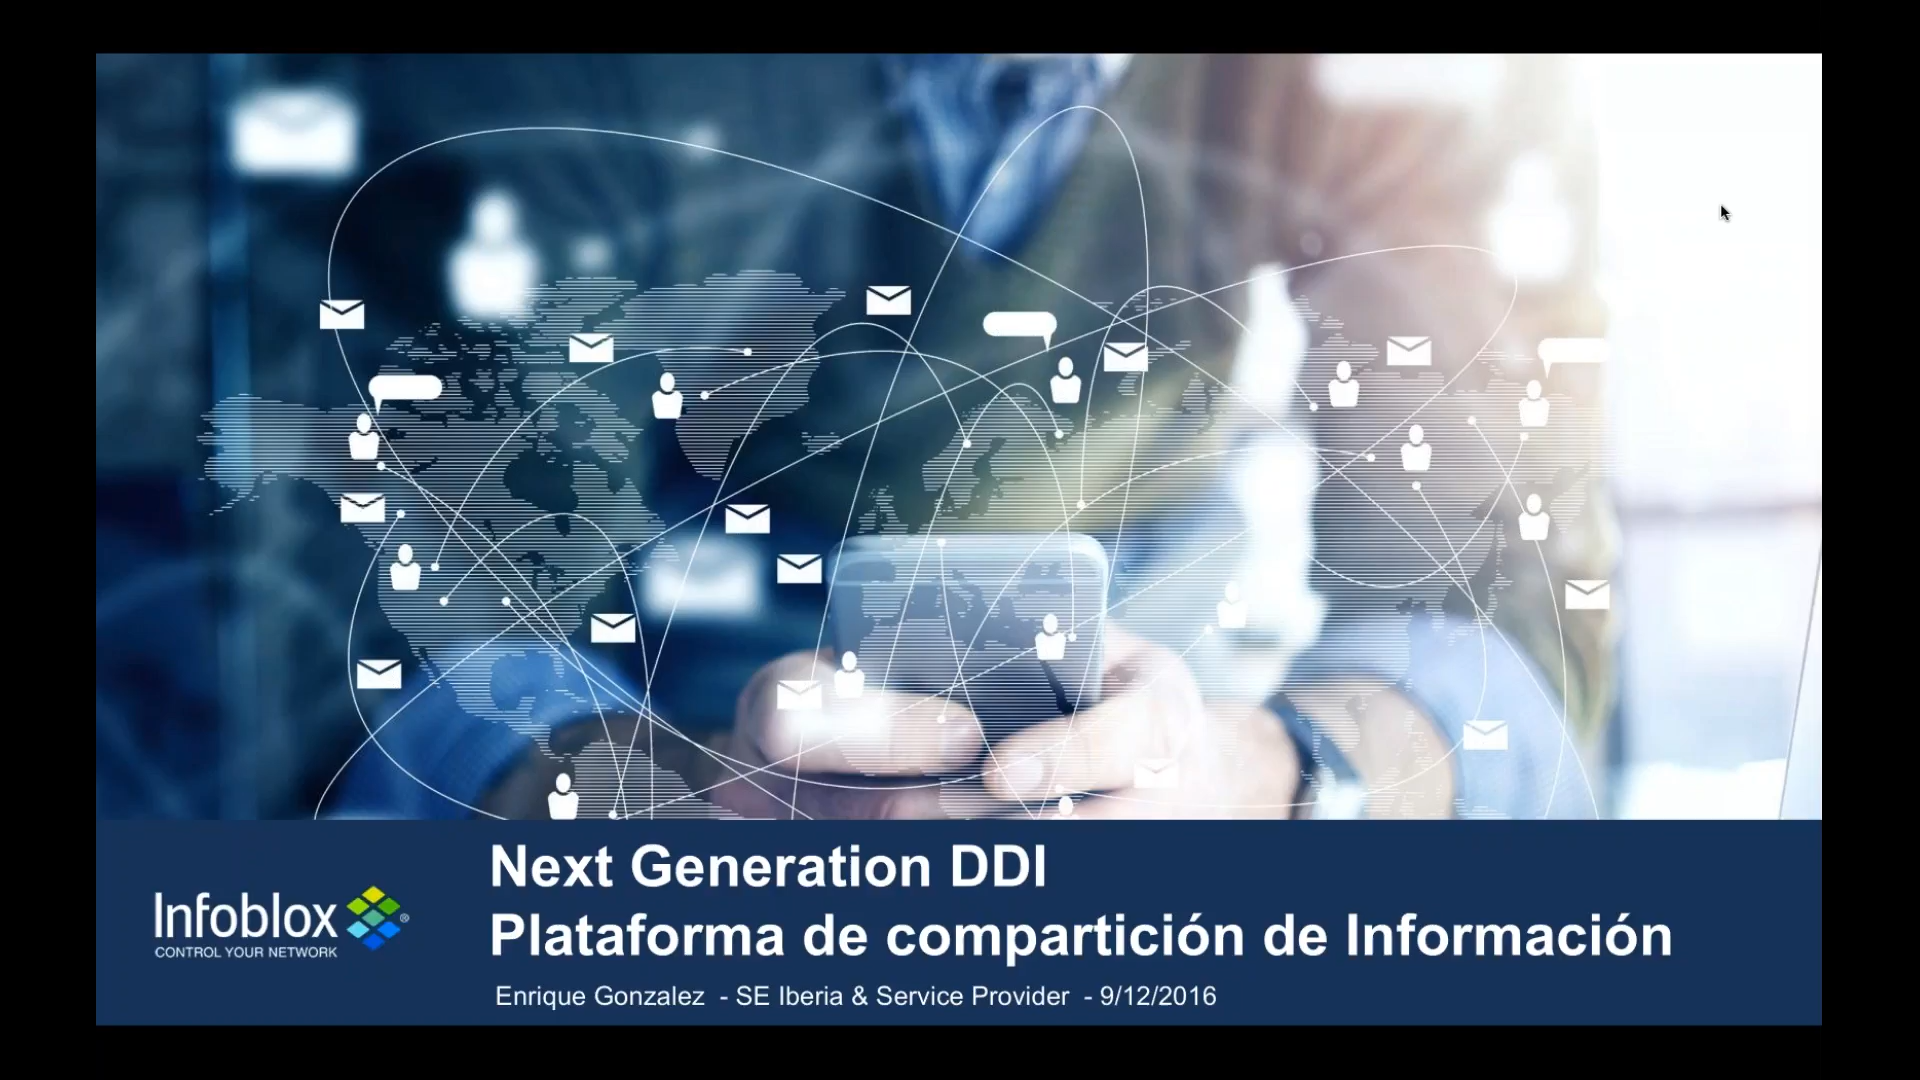 Next Generation DDI
Plataforma de compartición de Información
Infoblox
CONTROL YOUR NETWORK
Enrique Gonzalez - SE Iberia & Service Provider - 9/12/2016